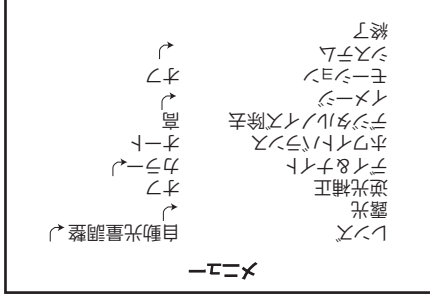 メニュー
レンズ 自動光量調整↵
露光 ↵
逆光補正 オフ
デイ&ナイト カラー↵
ホワイトバランス オート
デジタルノイズ除去 高
イメージ ↵
モーション オフ
システム ↵
終了